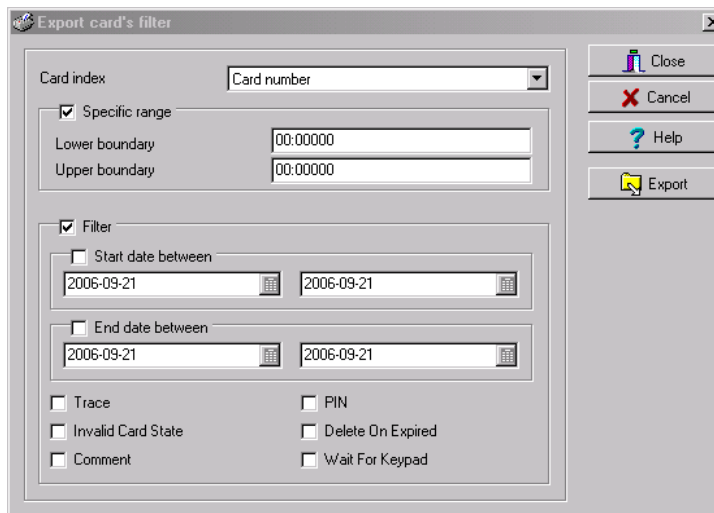 Export card's filter
Card index
Card number
Close
Cancel
Specific range
Lower boundary
00:00000
Help
Upper boundary
00:00000
Export
Filter
Start date between
2006-09-21
2006-09-21
End date between
2006-09-21
2006-09-21
Trace
PIN
Invalid Card State
Delete On Expired
Comment
Wait For Keypad